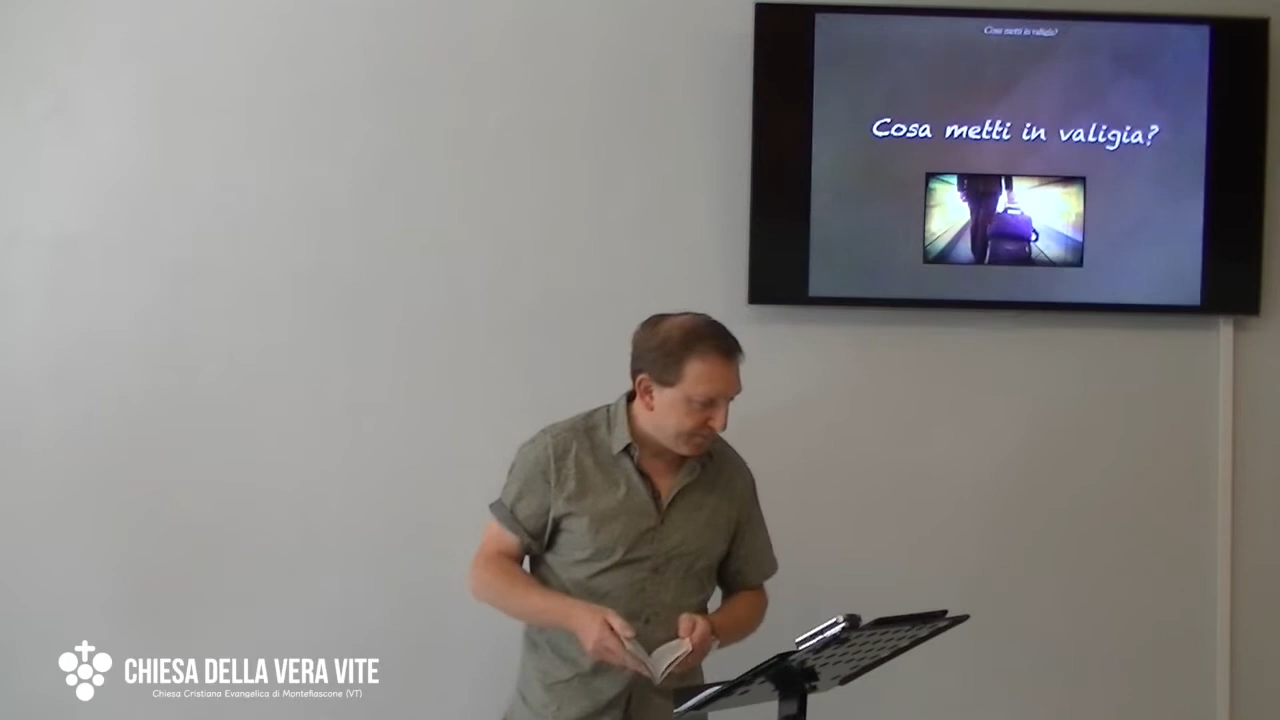 Cosa metti in valigia?
Cosa metti in valigia?
CHIESA DELLA VERA VITE
Chiesa Cristiana Evangelica di Montefiascone (VT)